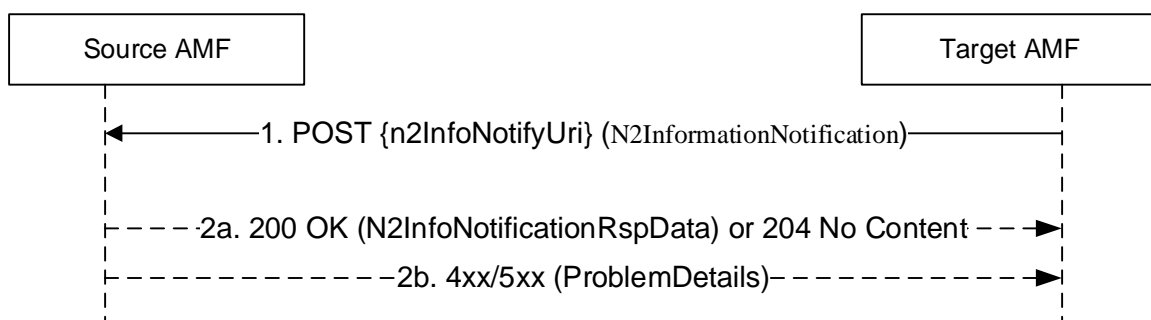 Source AMF
Target AMF
1. POST {n2InfoNotifyUri} (N2InformationNotification)
2a. 200 OK (N2InfoNotificationRspData) or 204 No Content
2b. 4xx/5xx (ProblemDetails)